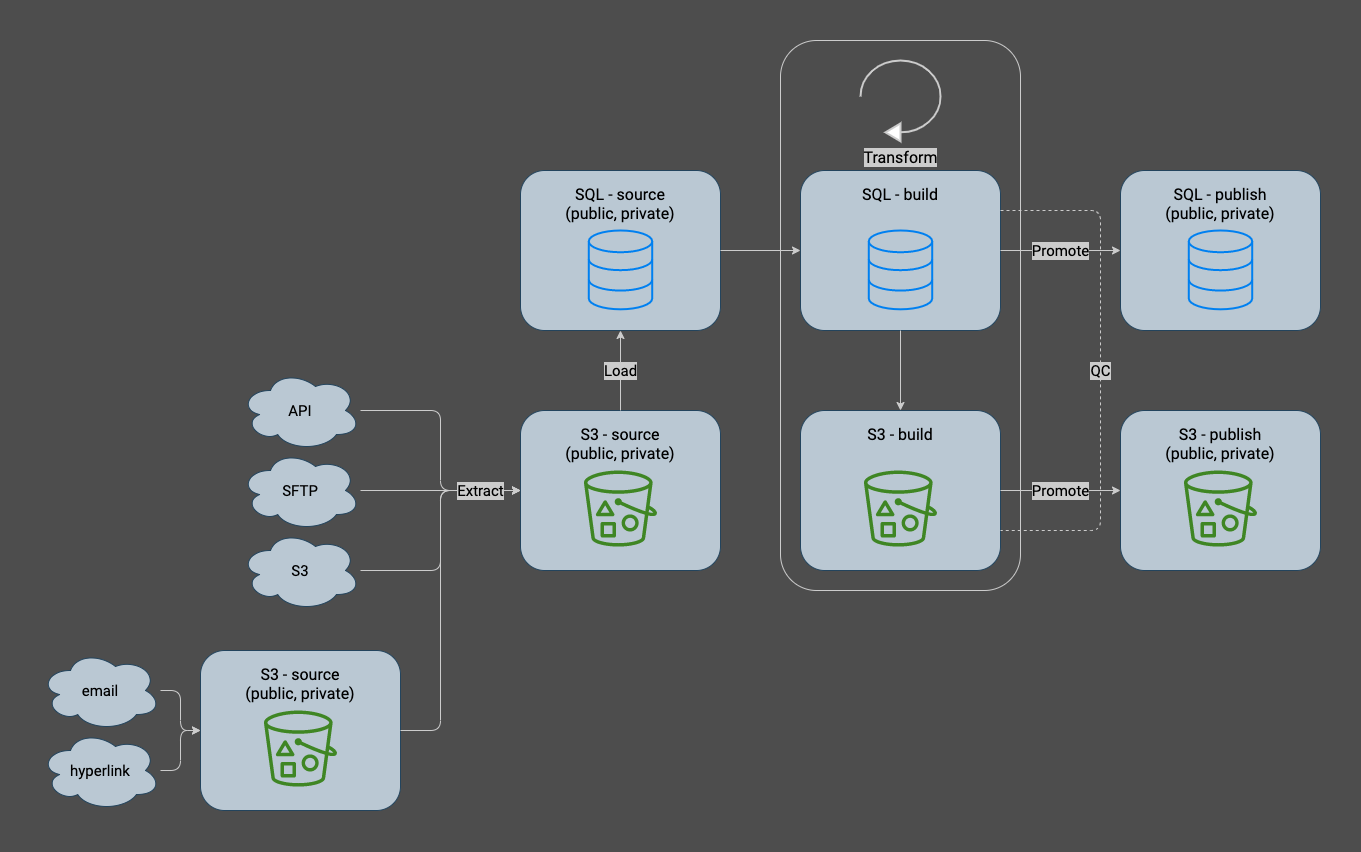 Transform
SQL - source
(public, private)
SQL - build
SQL - publish
(public, private)
Promote
Load
QC
API
SFTP
S3
Extract
S3 - source
(public, private)
S3 - build
S3 - publish
(public, private)
Promote
email
hyperlink
S3 - source
(public, private)